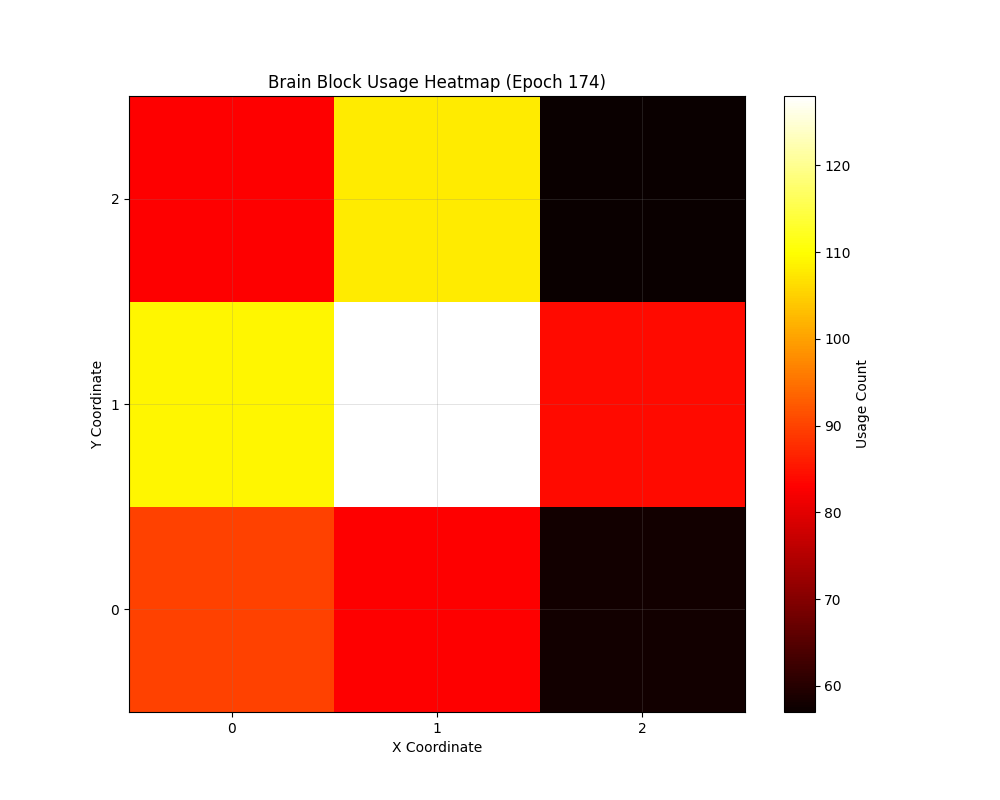 Brain Block Usage Heatmap (Epoch 174)
2
1
0
Y Coordinate
0 1 2
X Coordinate
120
110
100
90
80
70
60
Usage Count